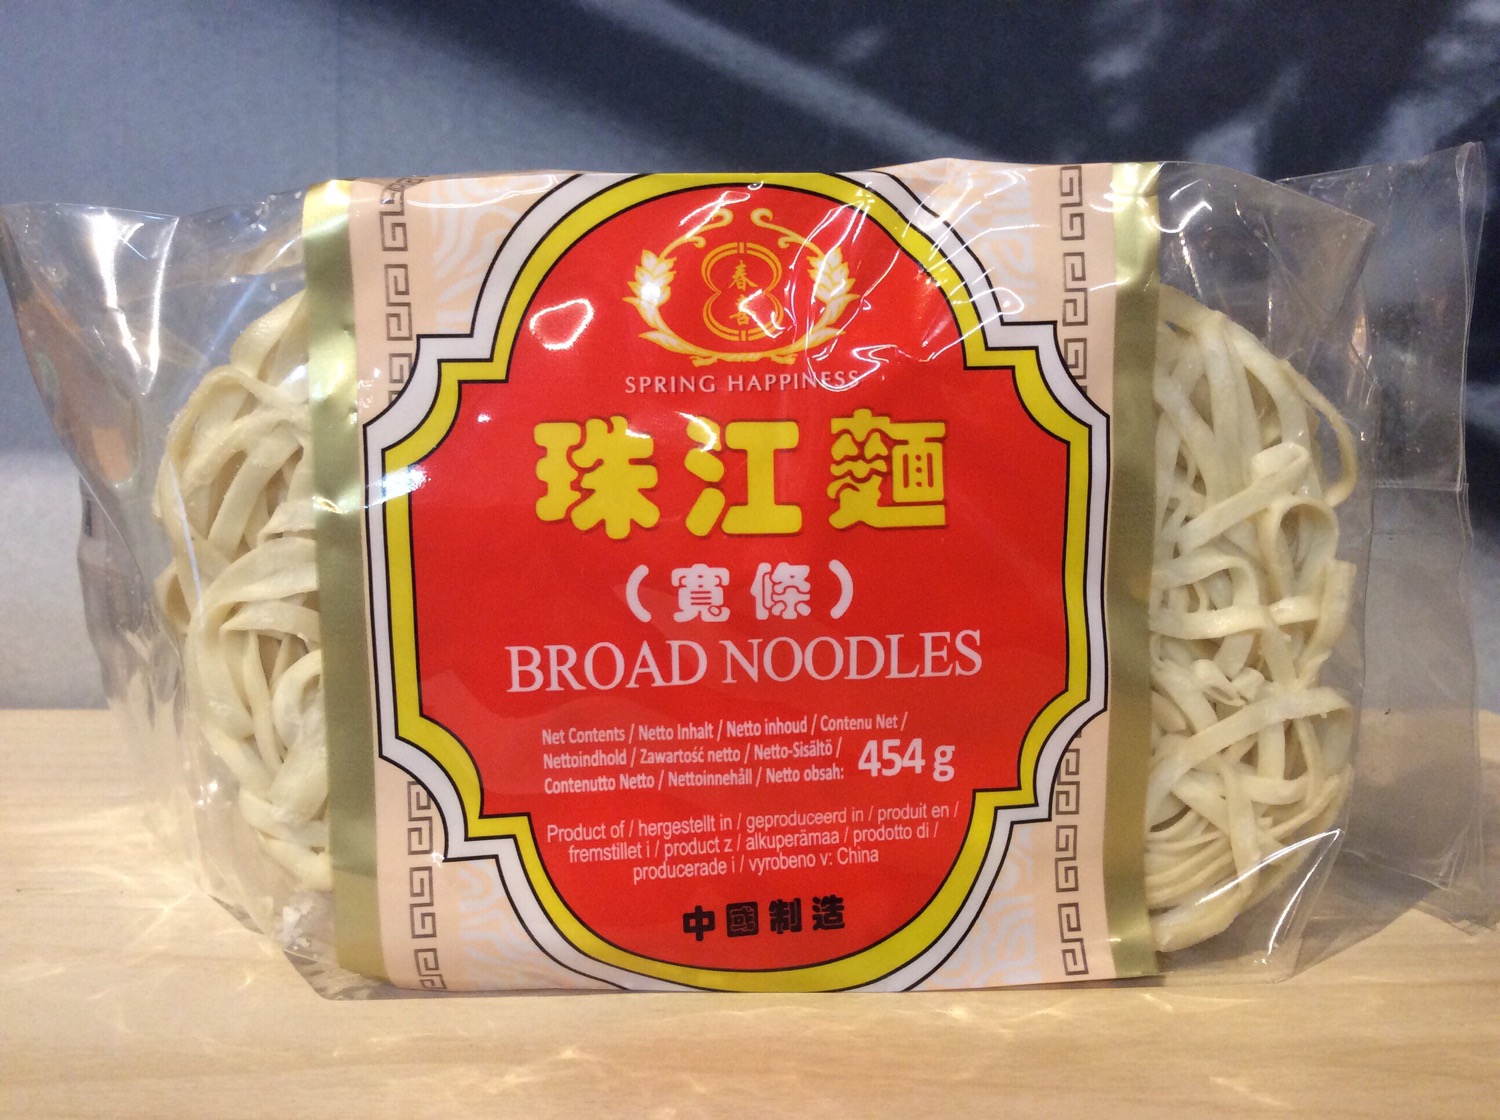 春
喜
SPRING HAPPINESS
珠江麵
（寬條）
BROAD NOODLES
Net Contents / Netto Inhalt / Netto inhoud / Contenu Net /
Nettoindhold / Zawartość netto / Netto-Sisältö /
Contenutto Netto / Nettoinnehåll / Netto obsah: 454 g
Product of / hergestellt in / geproduceerd in / produit en /
fremstillet i / product z / alkuperämaa / prodotto di /
producerade i / vyrobeno v: China
中國制造